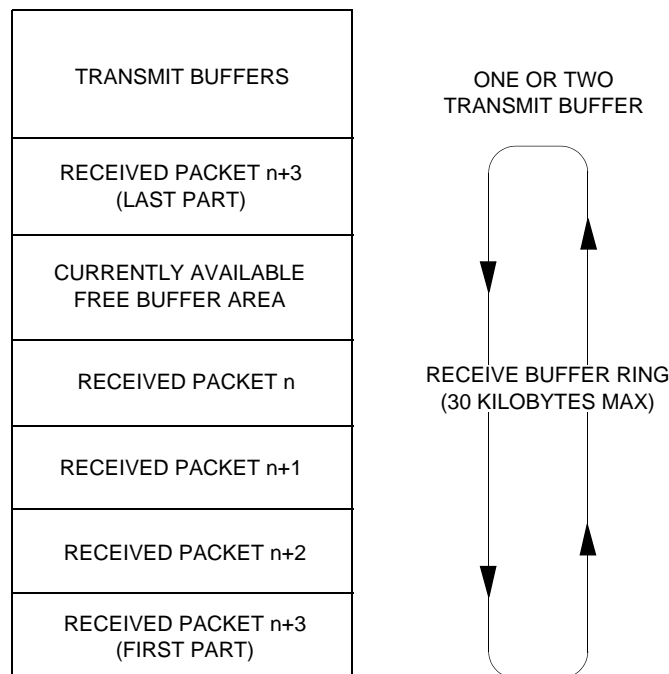 TRANSMIT BUFFERS
RECEIVED PACKET n+3
(LAST PART)
CURRENTLY AVAILABLE
FREE BUFFER AREA
RECEIVED PACKET n
RECEIVED PACKET n+1
RECEIVED PACKET n+2
RECEIVED PACKET n+3
(FIRST PART)
ONE OR TWO
TRANSMIT BUFFER
RECEIVE BUFFER RING
(30 KILOBYTES MAX)